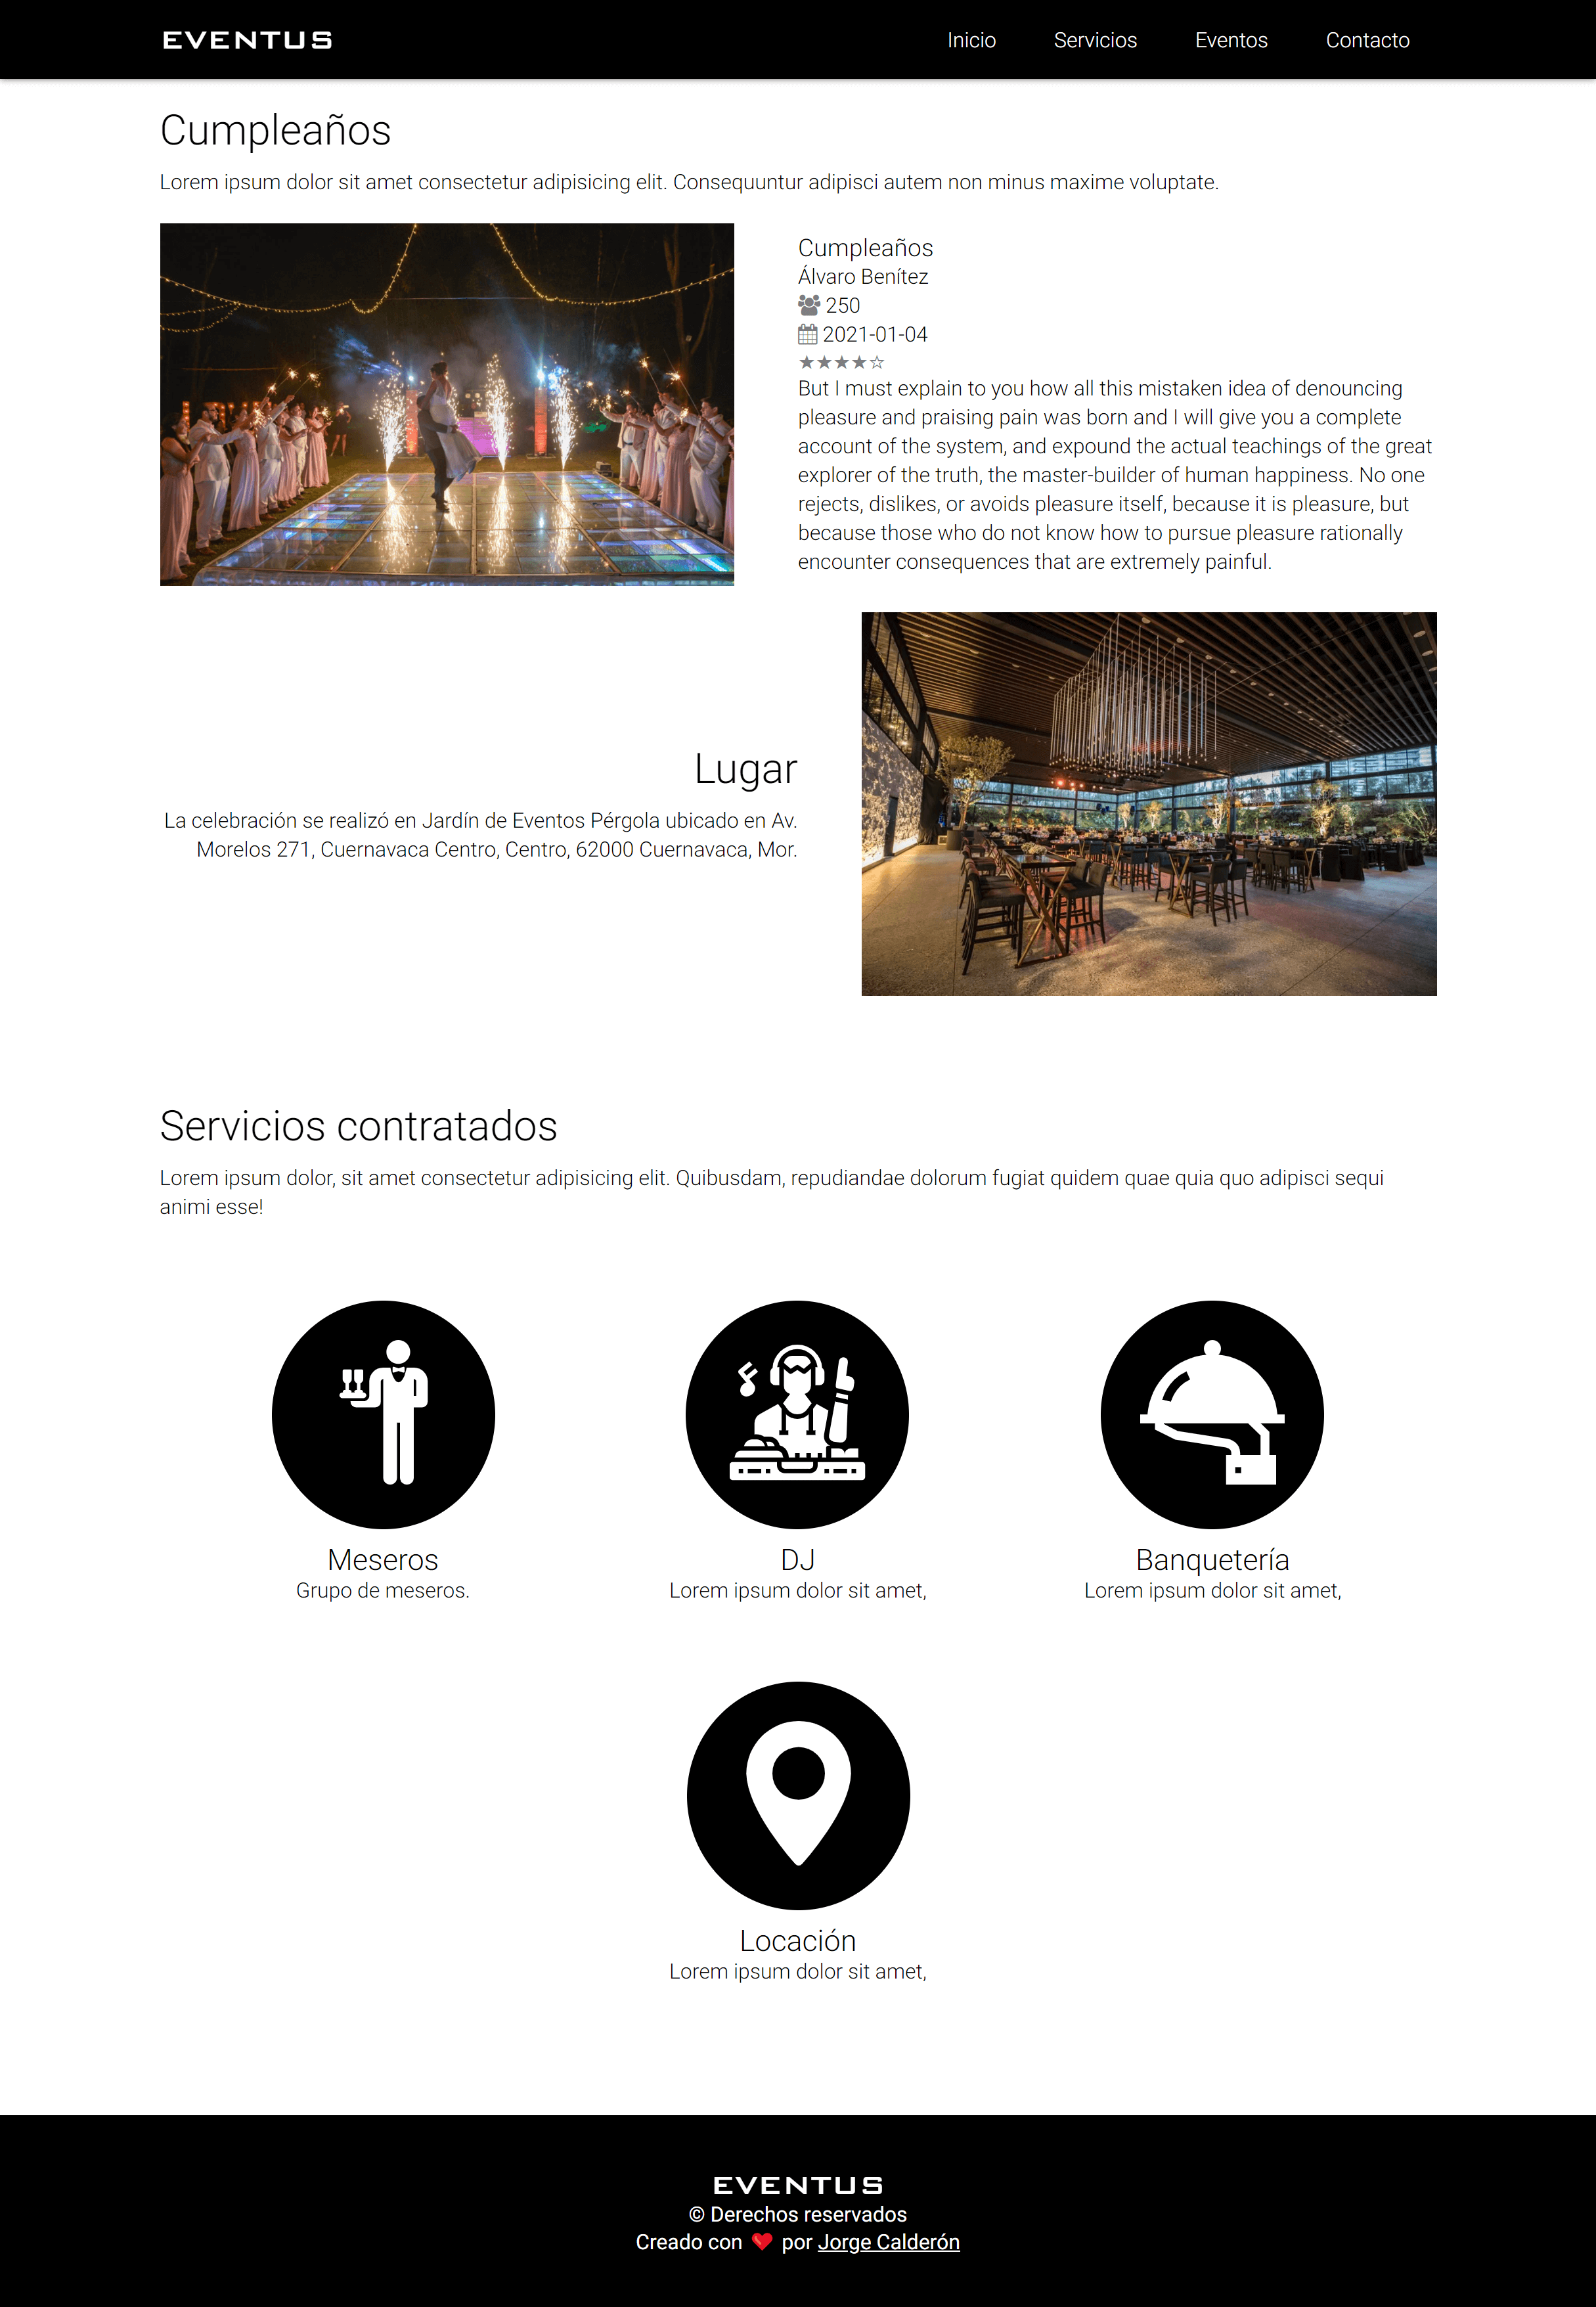 EVENTUS
Inicio
Servicios
Eventos
Contacto
Cumpleaños
Lorem ipsum dolor sit amet consectetur adipisicing elit. Consequuntur adipisci autem non minus maxime voluptate.
Cumpleaños
Álvaro Benítez
250
2021-01-04
★★★★☆
But I must explain to you how all this mistaken idea of denouncing
pleasure and praising pain was born and I will give you a complete
account of the system, and expound the actual teachings of the great
explorer of the truth, the master-builder of human happiness. No one
rejects, dislikes, or avoids pleasure itself, because it is pleasure, but
because those who do not know how to pursue pleasure rationally
encounter consequences that are extremely painful.
Lugar
La celebración se realizó en Jardín de Eventos Pérgola ubicado en Av.
Morelos 271, Cuernavaca Centro, Centro, 62000 Cuernavaca, Mor.
Servicios contratados
Lorem ipsum dolor, sit amet consectetur adipisicing elit. Quibusdam, repudiandae dolorum fugiat quidem quae quia quo adipisci sequi
animi esse!
Meseros
Grupo de meseros.
DJ
Lorem ipsum dolor sit amet,
Banquetería
Lorem ipsum dolor sit amet,
Locación
Lorem ipsum dolor sit amet,
EVENTUS
© Derechos reservados
Creado con ❤ por Jorge Calderón